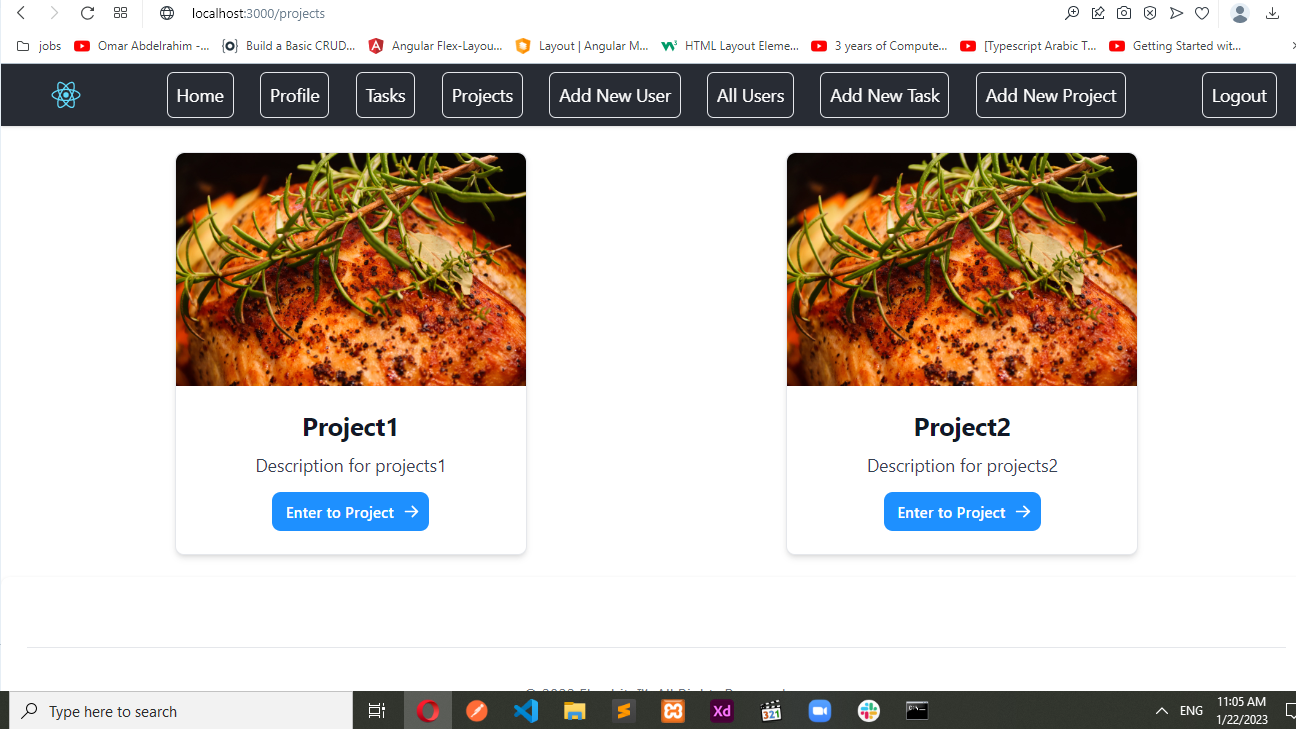 localhost:3000/projects
jobs
Omar Abdelrahim -...
Build a Basic CRUD...
Angular Flex-Layou...
Layout | Angular M...
HTML Layout Eleme...
3 years of Compute...
[Typescript Arabic T...
Getting Started wit...
Home
Profile
Tasks
Projects
Add New User
All Users
Add New Task
Add New Project
Logout
Project1
Description for projects1
Enter to Project
Project2
Description for projects2
Enter to Project
Type here to search
Xd
321
ENG
11:05 AM
1/22/2023